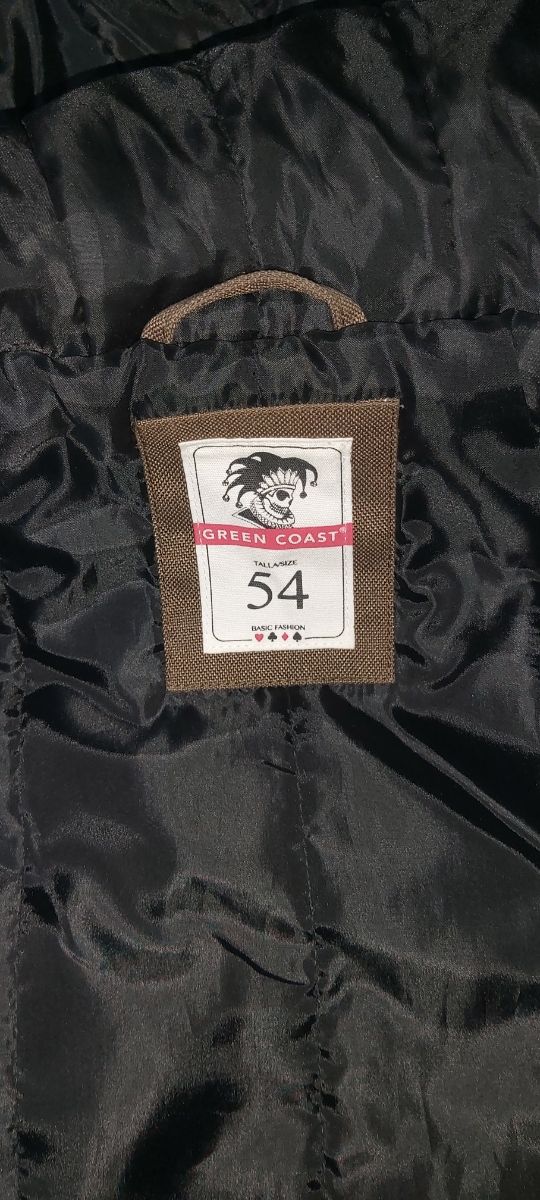 GREEN COAST®
TALLA/SIZE
54
BASIC FASHION